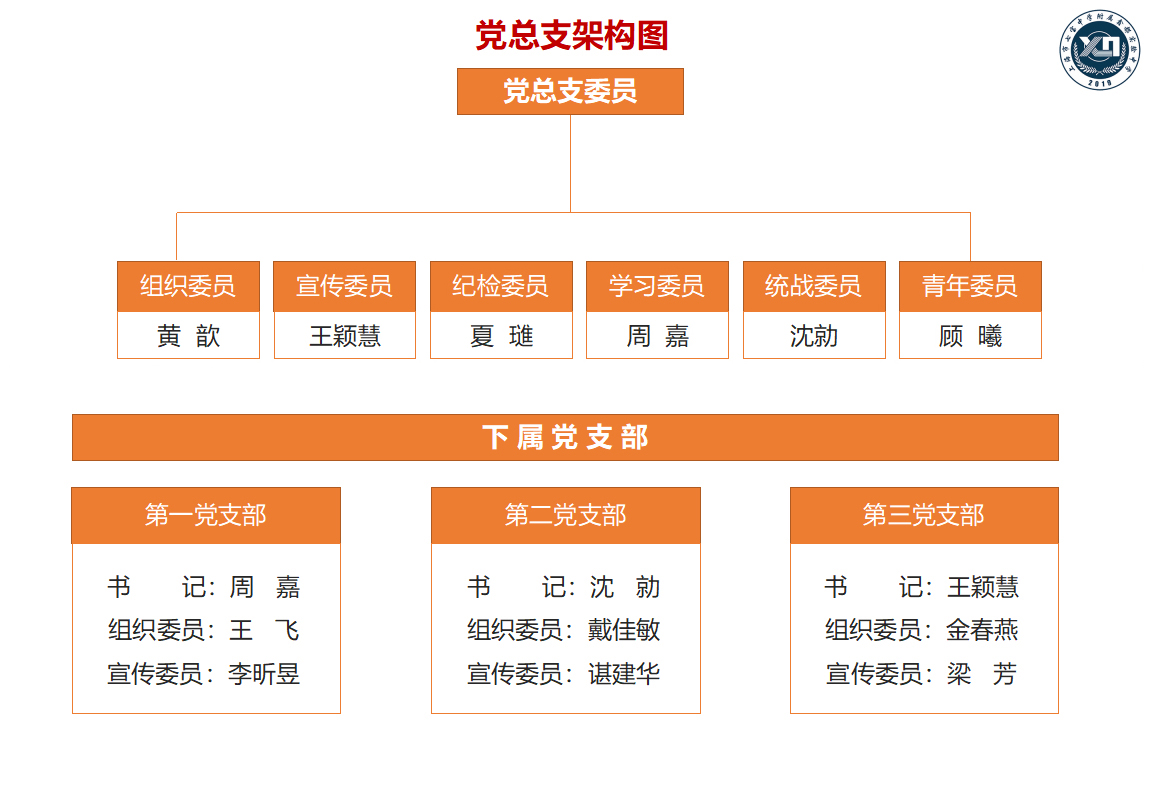 党总支架构图
党总支委员
组织委员 宣传委员 纪检委员 学习委员 统战委员 青年委员
黄 歆 王颖慧 夏 琟 周 嘉 沈勍 顾 曦
下属党支部
第一党支部 第二党支部 第三党支部
书 记：周 嘉 书 记：沈 勍 书 记：王颖慧
组织委员：王 飞 组织委员：戴佳敏 组织委员：金春燕
宣传委员：李昕昱 宣传委员：谌建华 宣传委员：梁 芳
2019